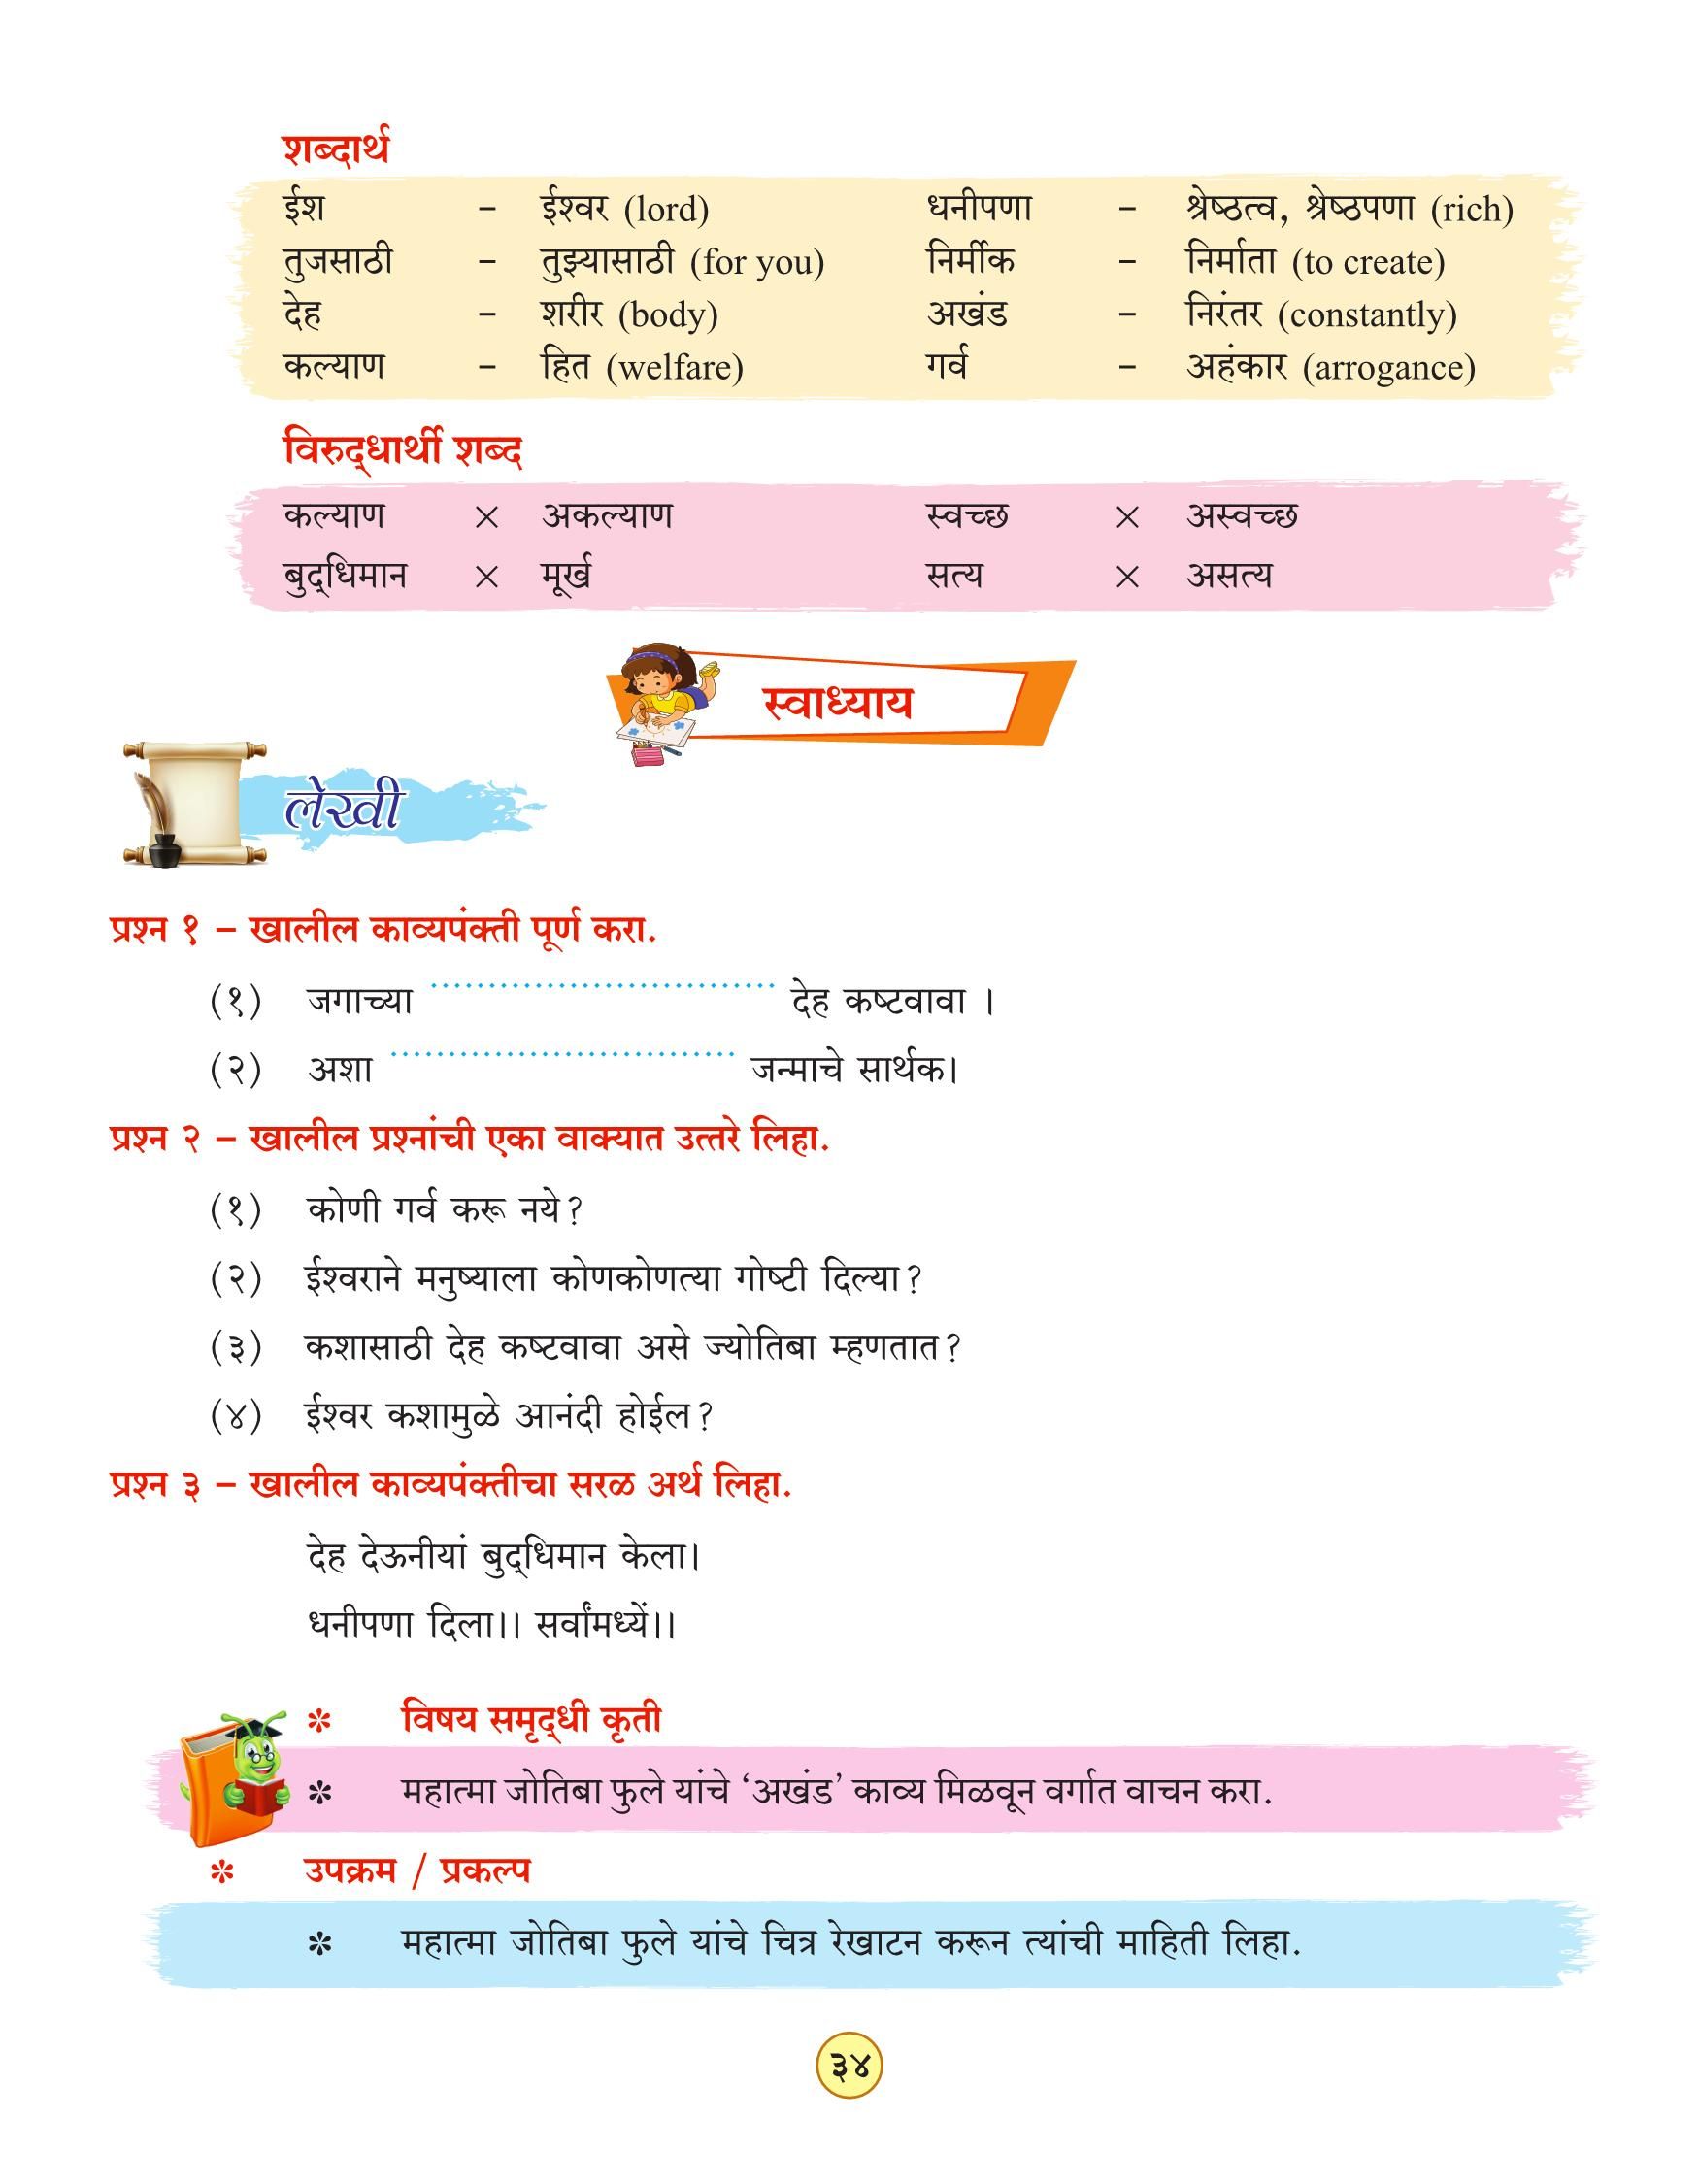 शब्दार्थ
ईश – ईश्वर (lord) धनीपणा – श्रेष्ठत्व, श्रेष्ठपणा (rich)
तुजसाठी – तुझ्यासाठी (for you) निर्मीक – निर्माता (to create)
देह – शरीर (body) अखंड – निरंतर (constantly)
कल्याण – हित (welfare) गर्व – अहंकार (arrogance)
विरुद्धार्थी शब्द
कल्याण × अकल्याण स्वच्छ × अस्वच्छ
बुद्धिमान × मूर्ख सत्य × असत्य
स्वाध्याय
लेखी
प्रश्न १ – खालील काव्यपंक्ती पूर्ण करा.
(१) जगाच्या .................................... देह कष्टवावा ।
(२) अशा .................................... जन्माचे सार्थक।
प्रश्न २ – खालील प्रश्नांची एका वाक्यात उत्तरे लिहा.
(१) कोणी गर्व करू नये?
(२) ईश्वराने मनुष्याला कोणकोणत्या गोष्टी दिल्या?
(३) कशासाठी देह कष्टवावा असे ज्योतिबा म्हणतात?
(४) ईश्वर कशामुळे आनंदी होईल?
प्रश्न ३ – खालील काव्यपंक्तीचा सरळ अर्थ लिहा.
देह देऊनीयां बुद्धिमान केला।
धनीपणा दिला।। सर्वांमध्यें।।
* विषय समृद्धी कृती
* महात्मा जोतिबा फुले यांचे ‘अखंड’ काव्य मिळवून वर्गात वाचन करा.
* उपक्रम / प्रकल्प
* महात्मा जोतिबा फुले यांचे चित्र रेखाटन करून त्यांची माहिती लिहा.
३४